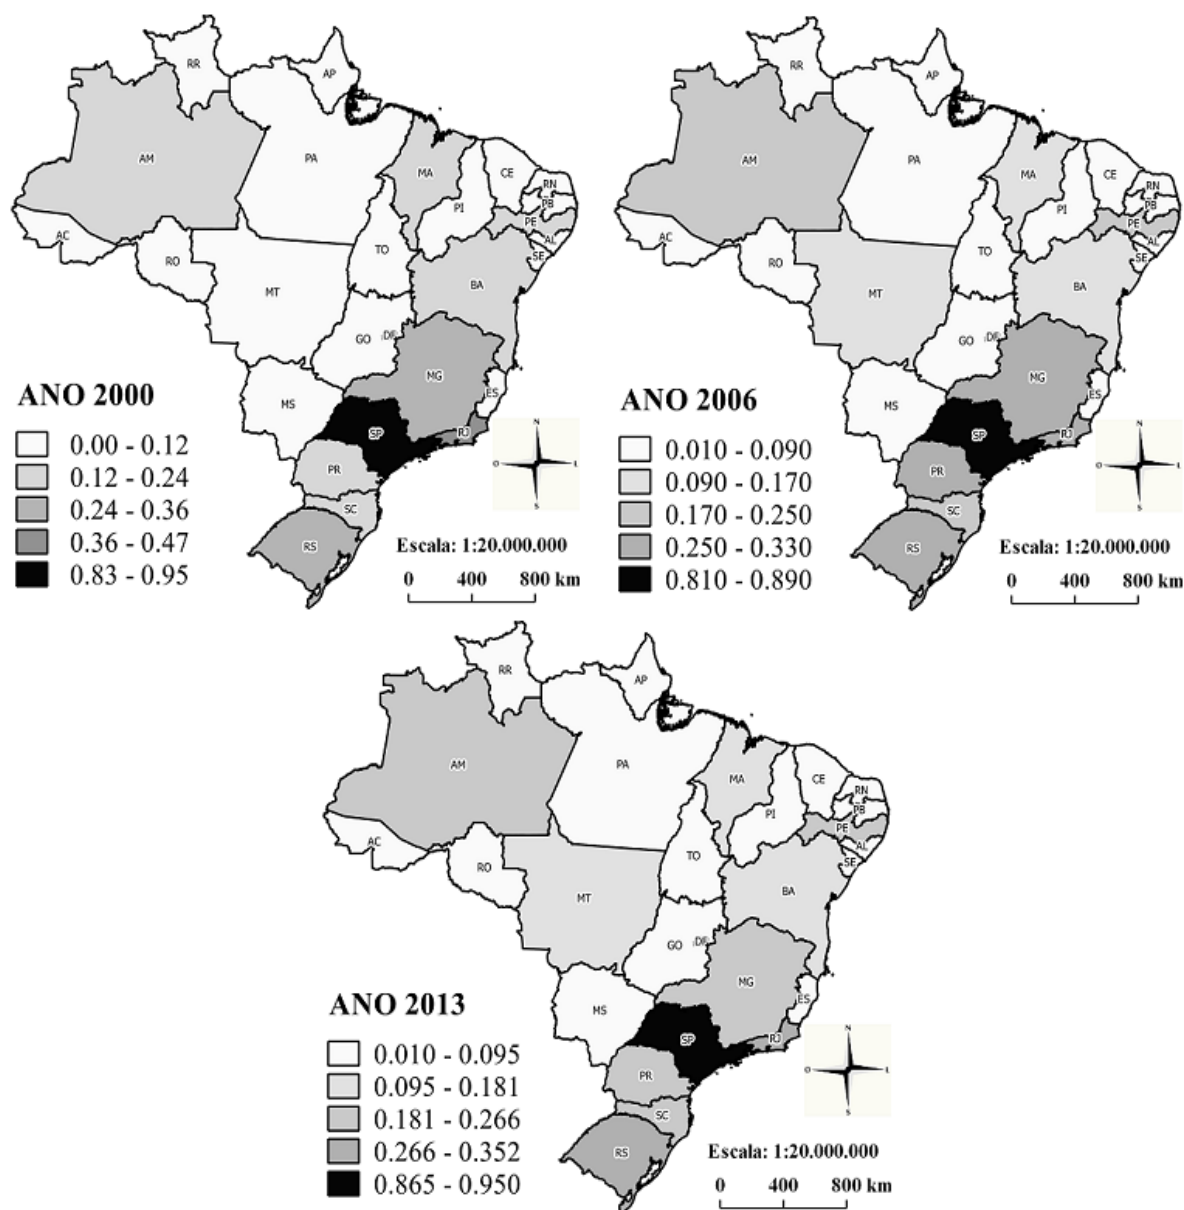 RR
AP
AM
PA
MA
CE
RN
PB
PI
PE
AL
SE
AC
RO
TO
BA
MT
GO
DF
MG
ES
MS
SP
RJ
PR
SC
RS
ANO 2000
0.00 - 0.12
0.12 - 0.24
0.24 - 0.36
0.36 - 0.47
0.83 - 0.95
N
O
L
S
Escala: 1:20.000.000
0 400 800 km
RR
AP
AM
PA
MA
CE
RN
PB
PI
PE
AL
SE
AC
RO
TO
BA
MT
GO
DF
MG
ES
MS
SP
RJ
PR
SC
RS
ANO 2006
0.010 - 0.090
0.090 - 0.170
0.170 - 0.250
0.250 - 0.330
0.810 - 0.890
N
O
L
S
Escala: 1:20.000.000
0 400 800 km
RR
AP
AM
PA
MA
CE
RN
PB
PI
PE
AL
SE
AC
RO
TO
BA
MT
GO
DF
MG
ES
MS
SP
RJ
PR
SC
RS
ANO 2013
0.010 - 0.095
0.095 - 0.181
0.181 - 0.266
0.266 - 0.352
0.865 - 0.950
N
O
L
S
Escala: 1:20.000.000
0 400 800 km